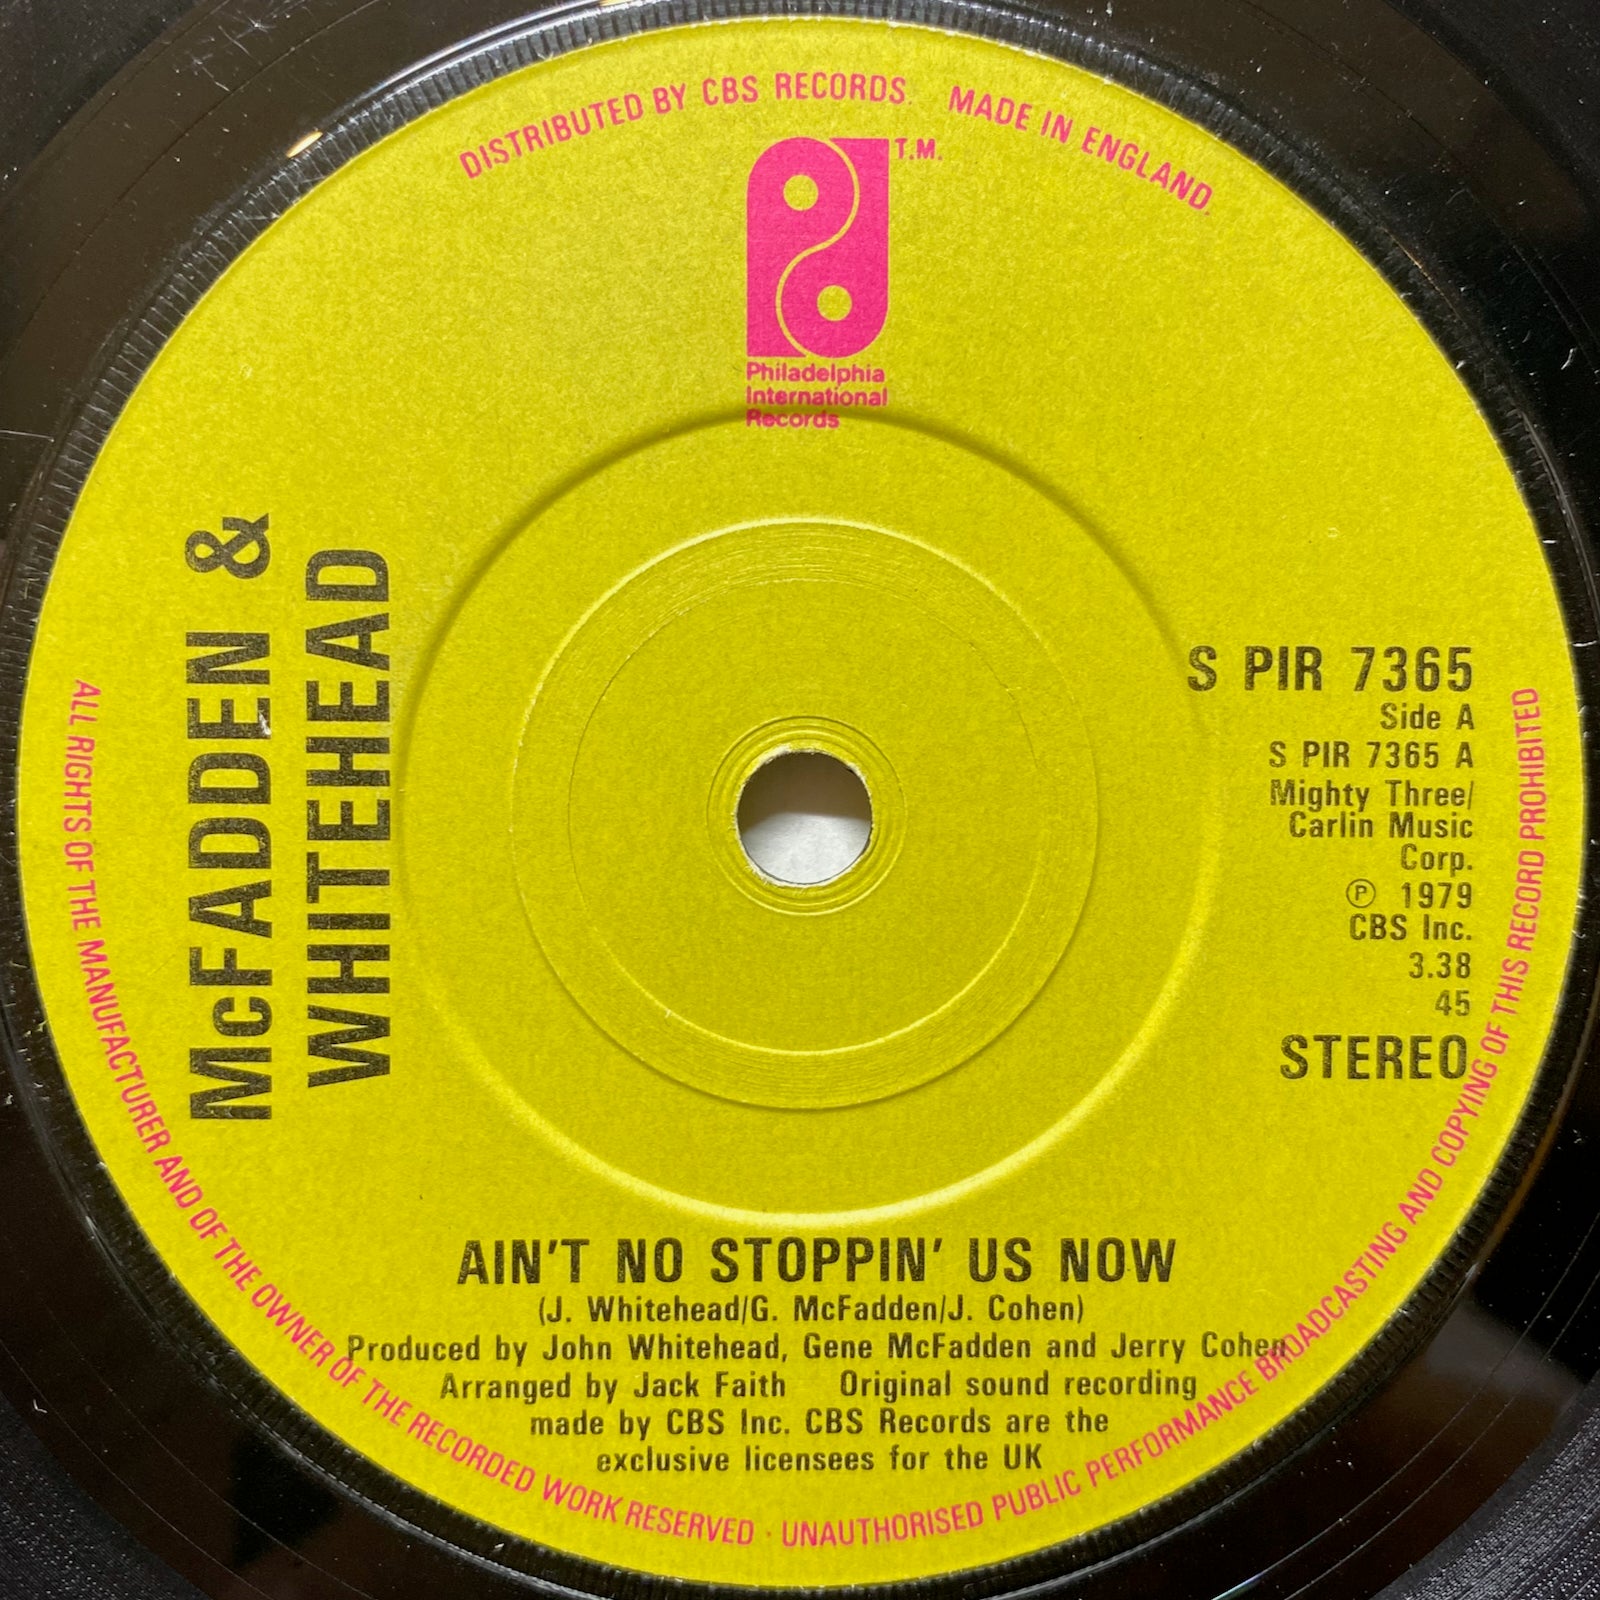 DISTRIBUTED BY CBS RECORDS. MADE IN ENGLAND.
T.M.
Philadelphia
International
Records
McFADDEN &
WHITEHEAD
S PIR 7365
Side A
S PIR 7365 A
Mighty Three/
Carlin Music
Corp.
Ⓟ 1979
CBS Inc.
3.38
45
STEREO
AIN'T NO STOPPIN' US NOW
(J. Whitehead/G. McFadden/J. Cohen)
Produced by John Whitehead, Gene McFadden and Jerry Cohen
Arranged by Jack Faith Original sound recording
made by CBS Inc. CBS Records are the
exclusive licensees for the UK
ALL RIGHTS OF THE MANUFACTURER AND OF THE OWNER OF THE RECORDED WORK RESERVED · UNAUTHORISED PUBLIC PERFORMANCE BROADCASTING AND COPYING OF THIS RECORD PROHIBITED